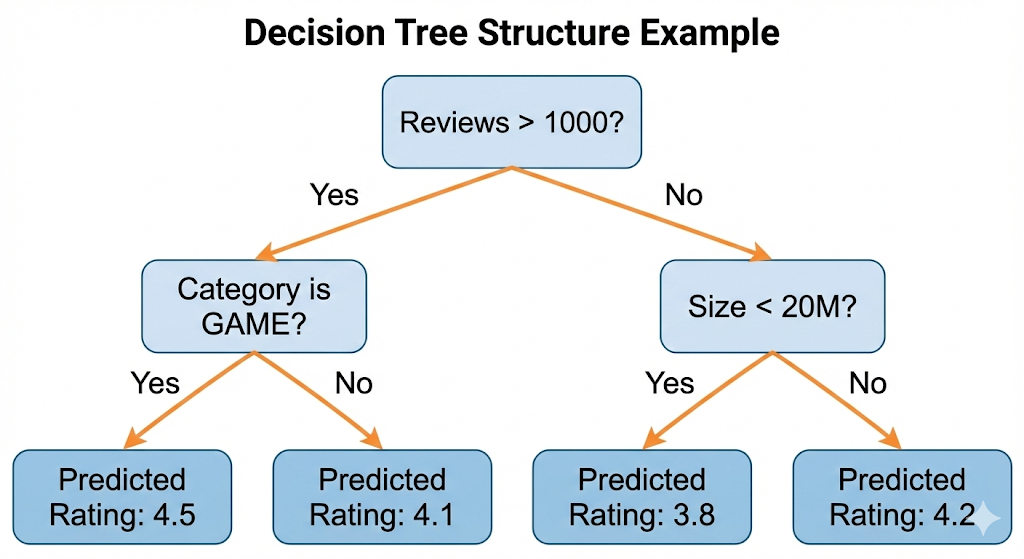 Decision Tree Structure Example
Reviews > 1000?
Yes
No
Category is
GAME?
Size < 20M?
Yes
No
Yes
No
Predicted
Rating: 4.5
Predicted
Rating: 4.1
Predicted
Rating: 3.8
Predicted
Rating: 4.2